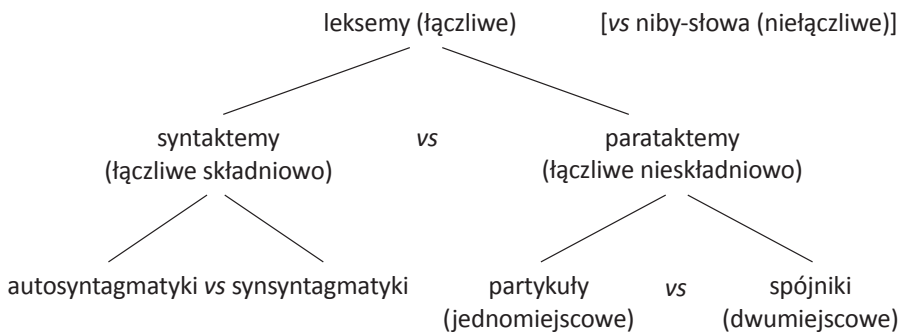 leksemy (łączliwe) [vs niby-słowa (niełączliwe)]
syntaktemy vs parataktemy
(łączliwe składniowo) (łączliwe nieskładniowo)
autosyntagmatyki vs synsyntagmatyki partykuły vs spójniki
(jednomiejscowe) (dwumiejscowe)